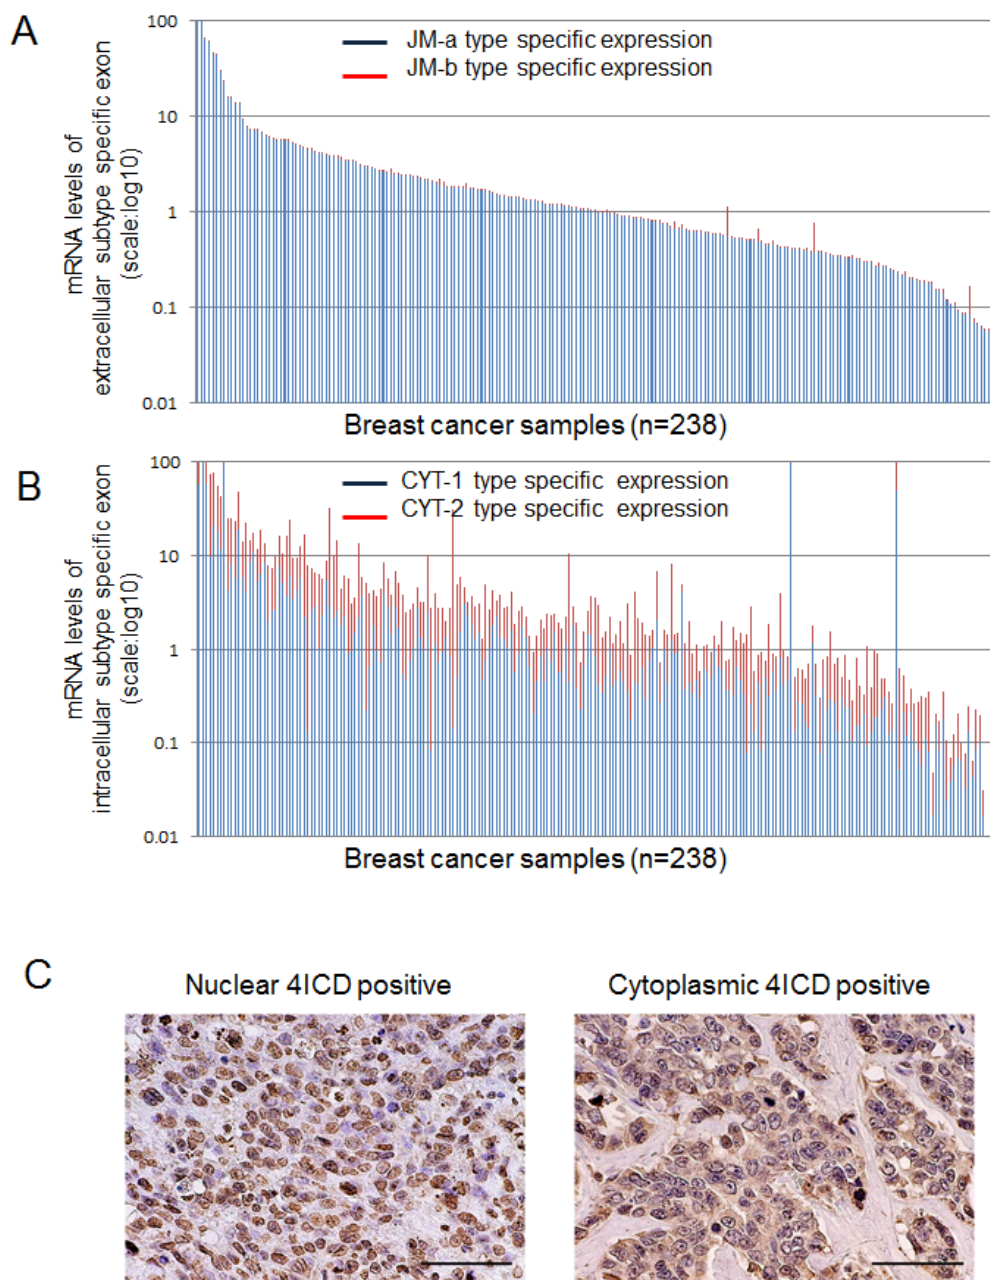 A
mRNA levels of
extracellular subtype specific exon
(scale:log10)
100
10
1
0.1
0.01
JM-a type specific expression
JM-b type specific expression
Breast cancer samples (n=238)
B
mRNA levels of
intracellular subtype specific exon
(scale:log10)
100
10
1
0.1
0.01
CYT-1 type specific expression
CYT-2 type specific expression
Breast cancer samples (n=238)
C
Nuclear 4ICD positive
Cytoplasmic 4ICD positive